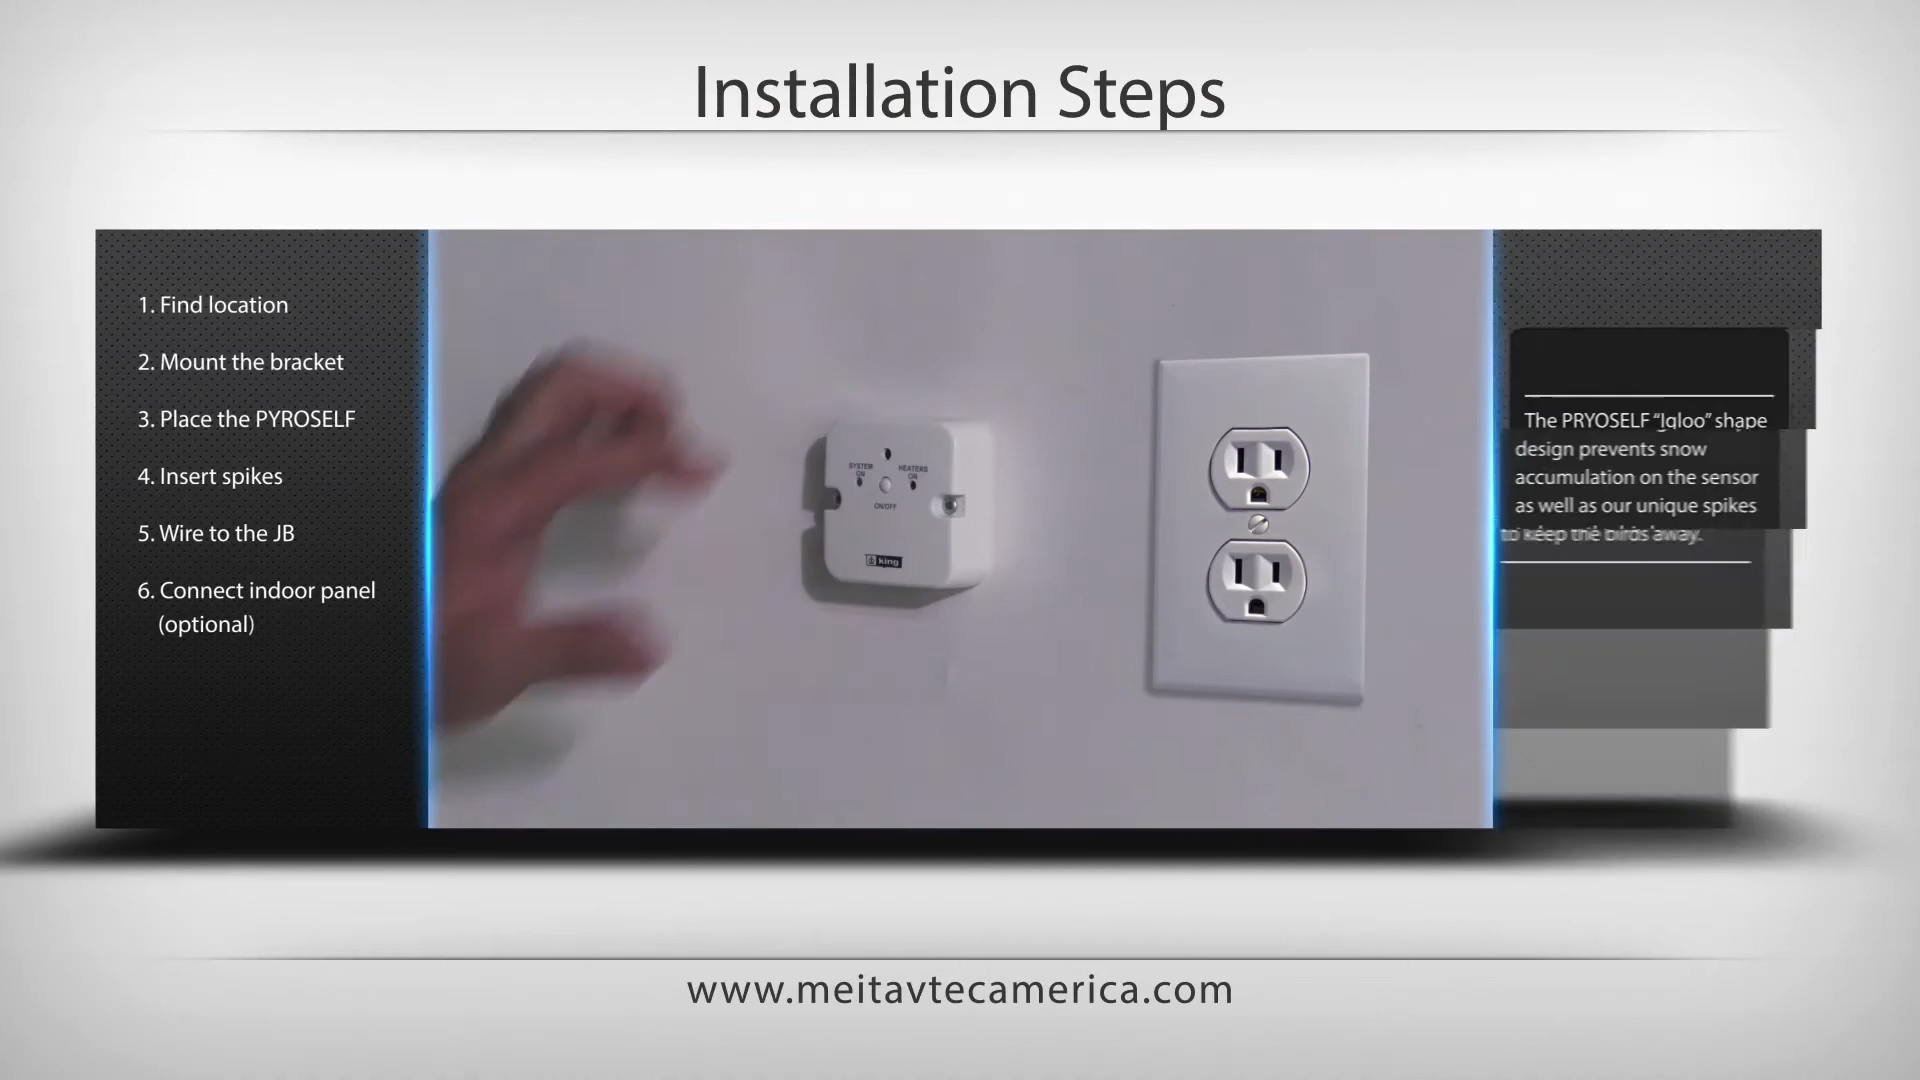 Installation Steps
1. Find location
2. Mount the bracket
3. Place the PYROSELF
4. Insert spikes
5. Wire to the JB
6. Connect indoor panel
(optional)
SYSTEM
ON
HEATERS
ON
ON/OFF
king
The PRYOSELF “Igloo” shape
design prevents snow
accumulation on the sensor
as well as our unique spikes
to keep the birds away.
www.meitavtecamerica.com